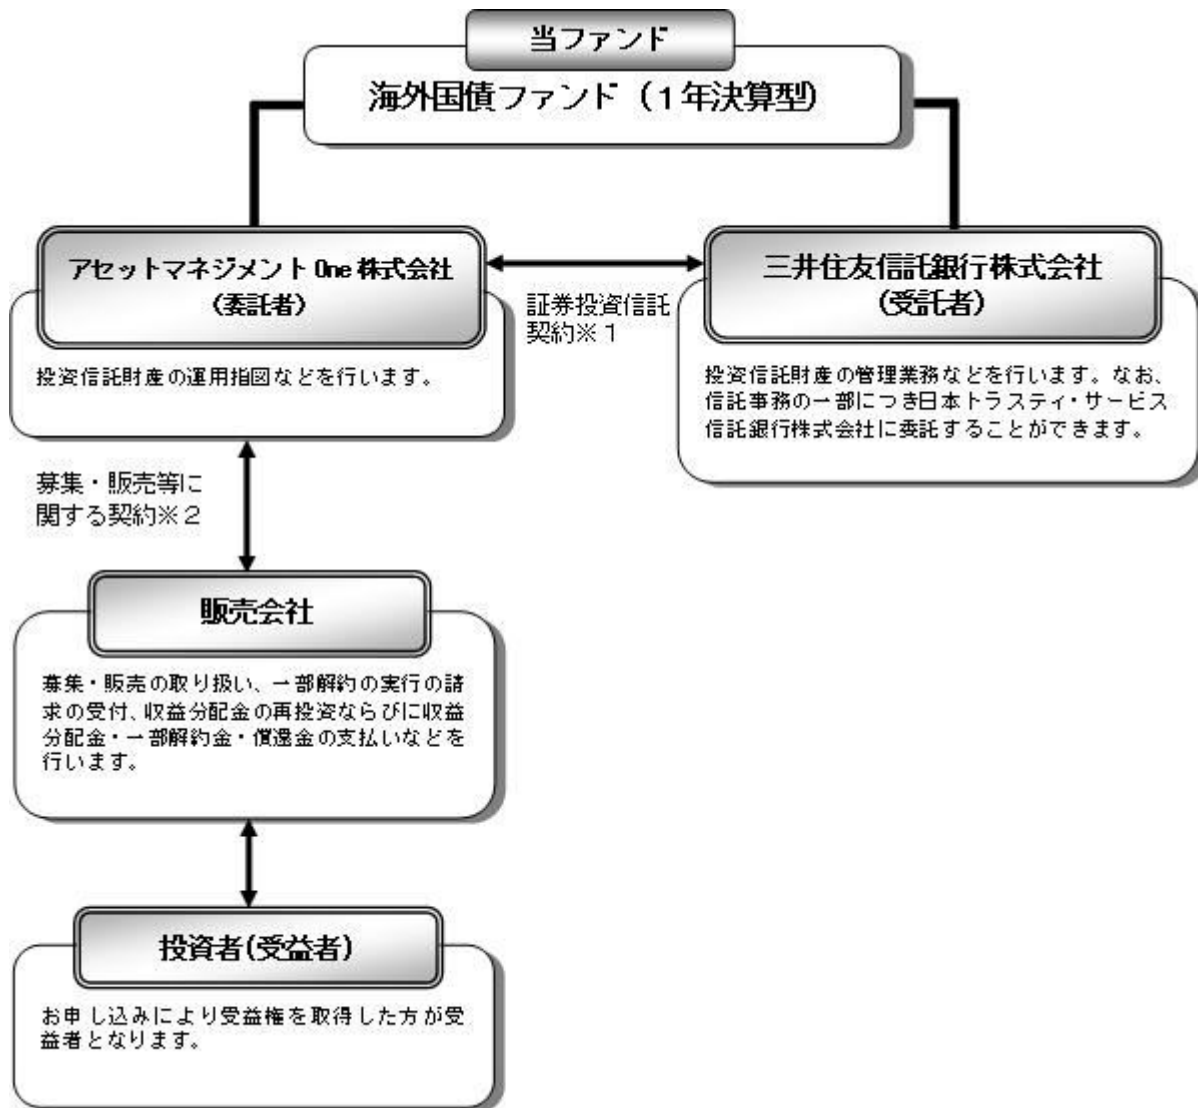 当ファンド
海外国債ファンド（１年決算型）
アセットマネジメント One 株式会社
（委託者）
投資信託財産の運用指図などを行います。
証券投資信託
契約※１
三井住友信託銀行株式会社
（受託者）
投資信託財産の管理業務などを行います。なお、
信託事務の一部につき日本トラスティ・サービス
信託銀行株式会社に委託することができます。
募集・販売等に
関する契約※２
販売会社
募集・販売の取り扱い、一部解約の実行の請
求の受付、収益分配金の再投資ならびに収益
分配金・一部解約金・償還金の支払いなどを
行います。
投資者（受益者）
お申し込みにより受益権を取得した方が受
益者となります。